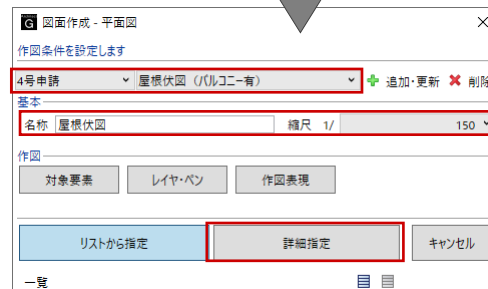 G 図面作成 - 平面図
作図条件を設定します
4号申請 屋根伏図 (バルコニー有) 追加・更新 削除
基本
名称 屋根伏図 縮尺 1/ 150
作図
対象要素 レイヤ・ペン 作図表現
リストから指定 詳細指定 キャンセル
一覧